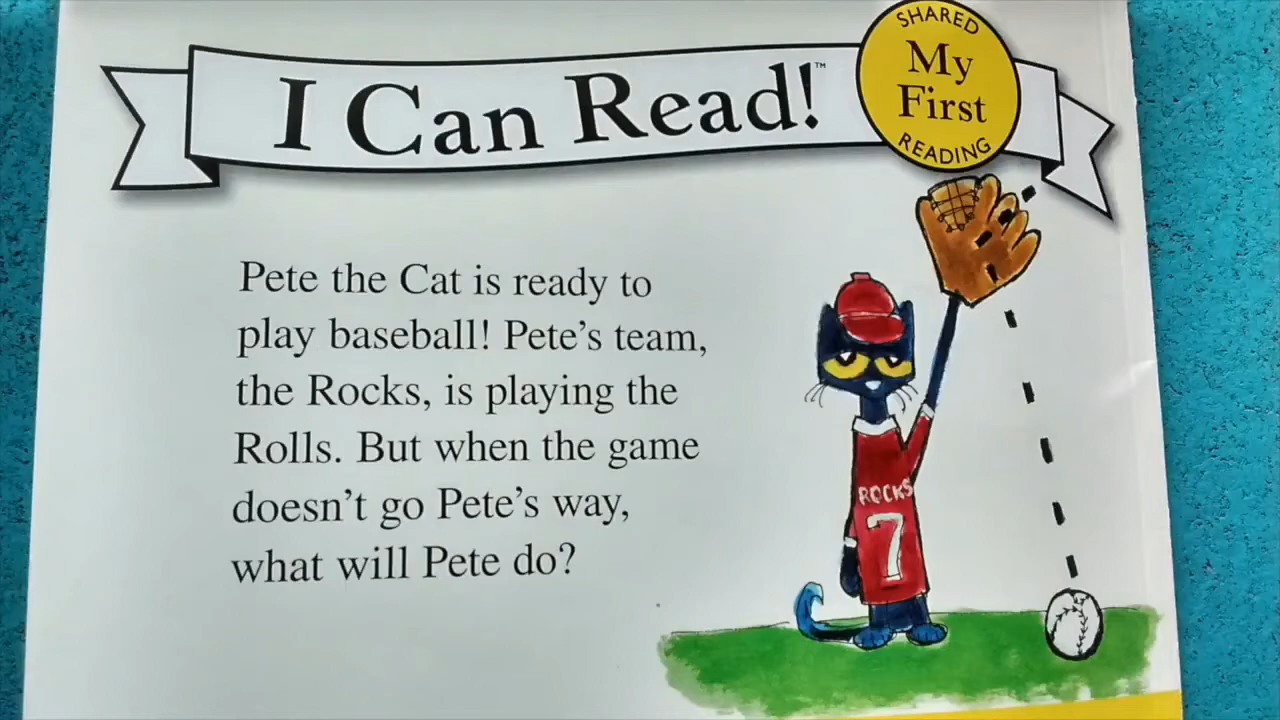 I Can Read!™
SHARED
My
First
READING
Pete the Cat is ready to
play baseball! Pete's team,
the Rocks, is playing the
Rolls. But when the game
doesn't go Pete's way,
what will Pete do?
ROCKS
7